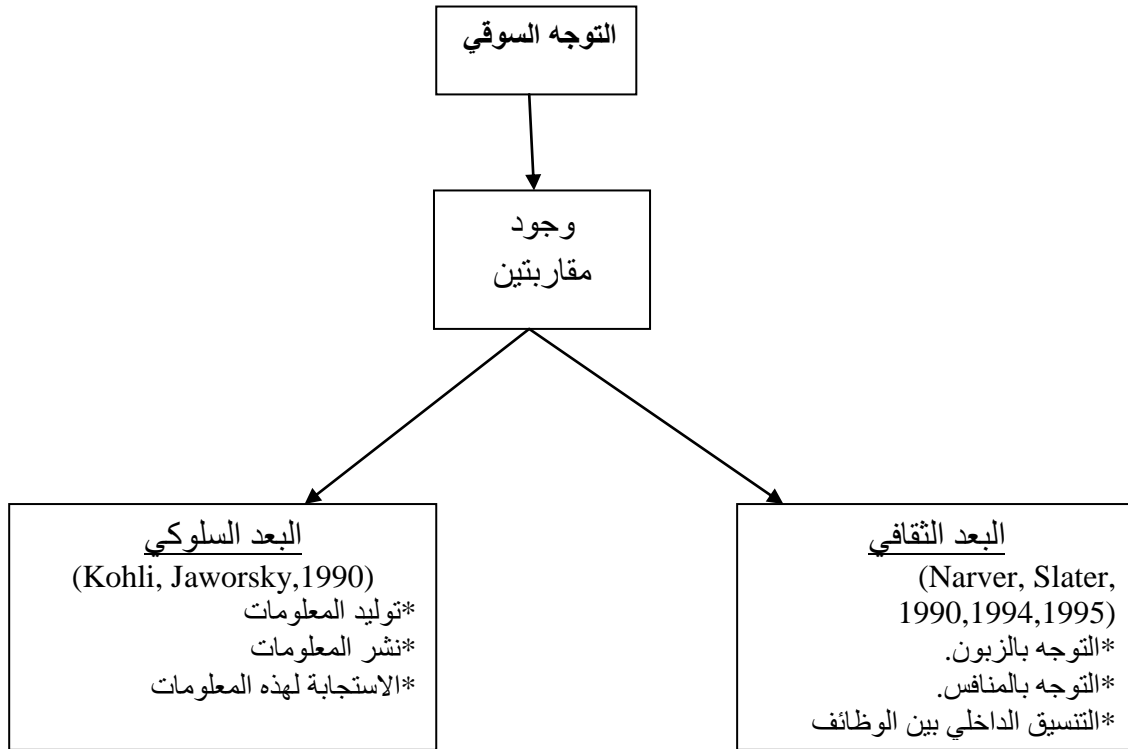 التوجه السوقي
وجود
مقاربتين
البعد الثقافي
(Narver, Slater,
1990,1994,1995)
*التوجه بالزبون.
*التوجه بالمنافس.
*التنسيق الداخلي بين الوظائف
البعد السلوكي
(Kohli, Jaworsky,1990)
*توليد المعلومات
*نشر المعلومات
*الاستجابة لهذه المعلومات